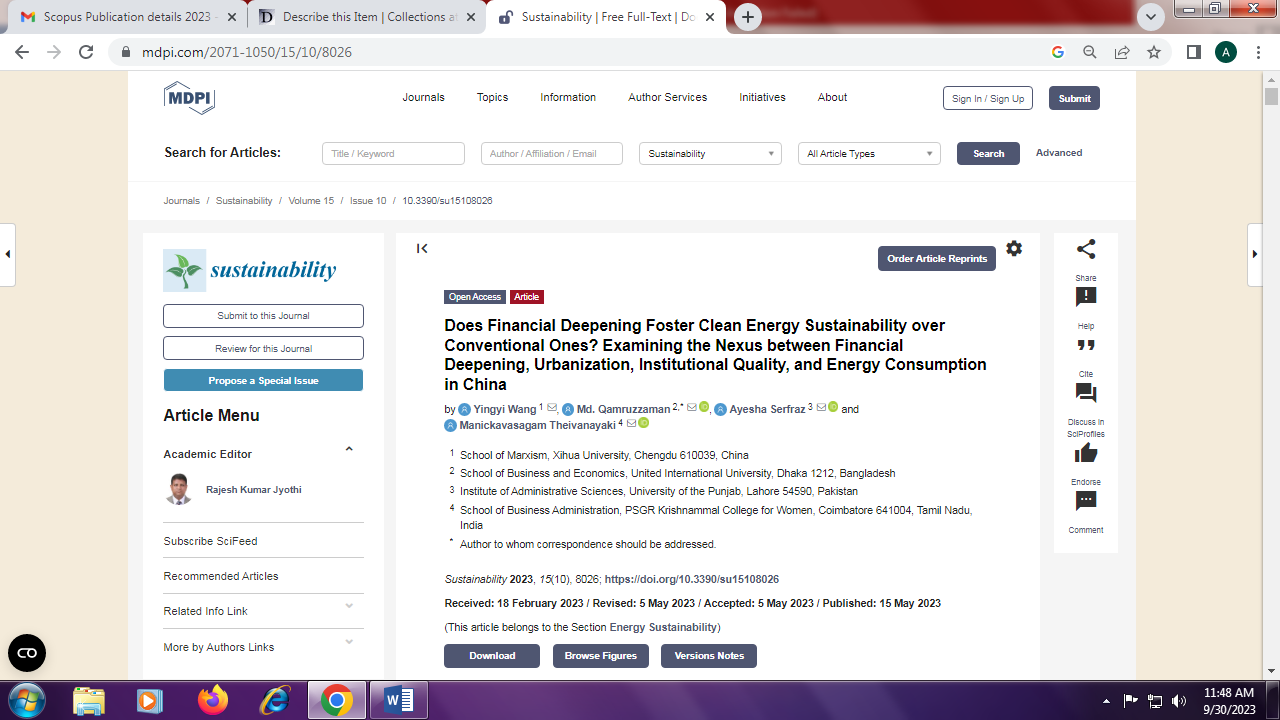 Scopus Publication details 2023 -
Describe this Item | Collections at
Sustainability | Free Full-Text | Do
mdpi.com/2071-1050/15/10/8026
A
MDPI
Journals Topics Information Author Services Initiatives About
Sign In / Sign Up
Submit
Search for Articles:
Title / Keyword
Author / Affiliation / Email
Sustainability
All Article Types
Search
Advanced
Journals / Sustainability / Volume 15 / Issue 10 / 10.3390/su15108026
sustainability
Submit to this Journal
Review for this Journal
Propose a Special Issue
Article Menu
Academic Editor
Rajesh Kumar Jyothi
Subscribe SciFeed
Recommended Articles
Related Info Link
More by Authors Links
Order Article Reprints
Open Access Article
Does Financial Deepening Foster Clean Energy Sustainability over
Conventional Ones? Examining the Nexus between Financial
Deepening, Urbanization, Institutional Quality, and Energy Consumption
in China
by Yingyi Wang 1, Md. Qamruzzaman 2,*, Ayesha Serfraz 3 and
Manickavasagam Theivanayaki 4
1 School of Marxism, Xihua University, Chengdu 610039, China
2 School of Business and Economics, United International University, Dhaka 1212, Bangladesh
3 Institute of Administrative Sciences, University of the Punjab, Lahore 54590, Pakistan
4 School of Business Administration, PSGR Krishnammal College for Women, Coimbatore 641004, Tamil Nadu,
India
* Author to whom correspondence should be addressed.
Sustainability 2023, 15(10), 8026; https://doi.org/10.3390/su15108026
Received: 18 February 2023 / Revised: 5 May 2023 / Accepted: 5 May 2023 / Published: 15 May 2023
(This article belongs to the Section Energy Sustainability)
Download
Browse Figures
Versions Notes
Share
Help
Cite
Discuss in
SciProfiles
Endorse
Comment
11:48 AM
9/30/2023